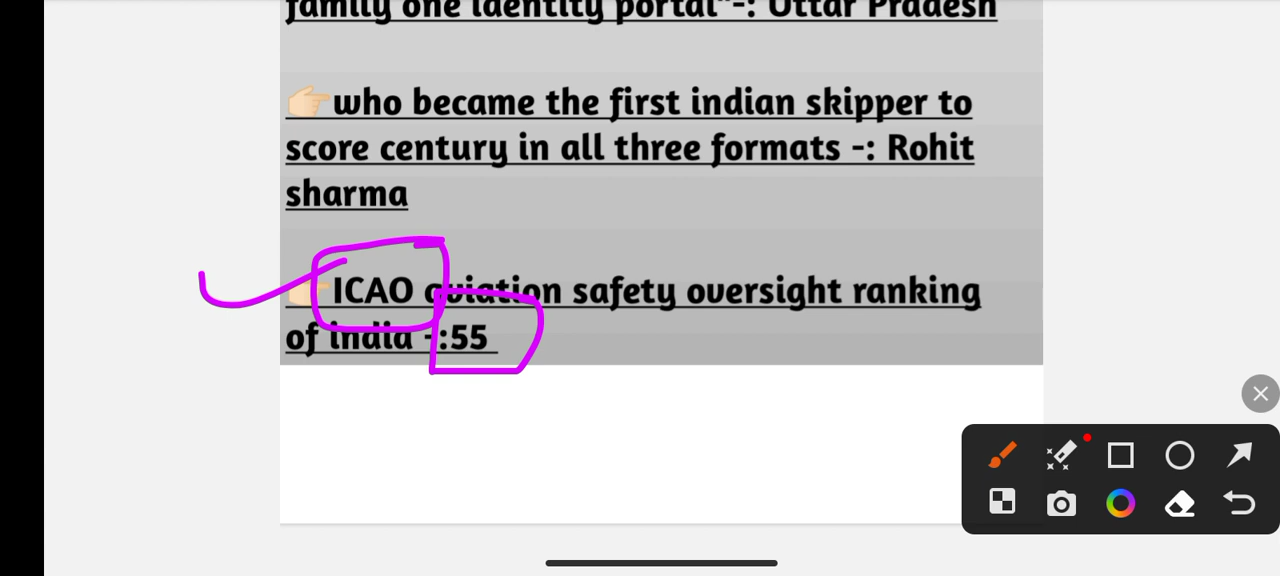 family one identity portal"-: Uttar Pradesh
👉🏻who became the first indian skipper to
score century in all three formats -: Rohit
sharma
👉🏻ICAO aviation safety oversight ranking
of india -:55